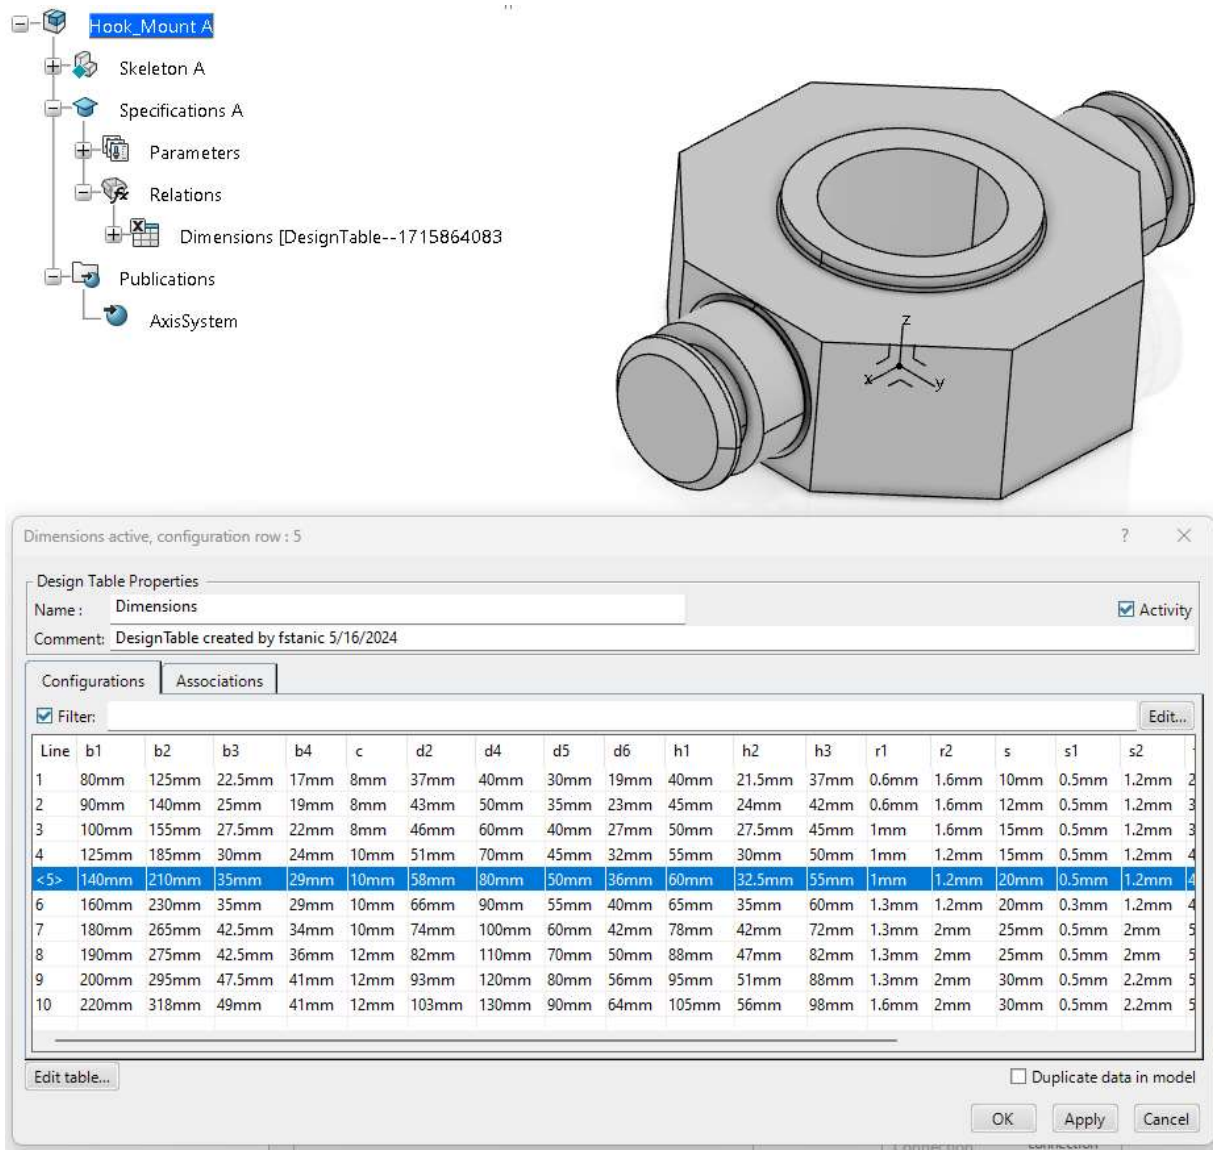 Hook_Mount A
Skeleton A
Specifications A
Parameters
Relations
Dimensions [DesignTable--1715864083
Publications
AxisSystem
z
x
y
Dimensions active, configuration row : 5
Design Table Properties
Name : Dimensions
Activity
Comment: DesignTable created by fstanic 5/16/2024
Configurations Associations
Filter: Edit...
Line b1 b2 b3 b4 c d2 d4 d5 d6 h1 h2 h3 r1 r2 s s1 s2
1 80mm 125mm 22.5mm 17mm 8mm 37mm 40mm 30mm 19mm 40mm 21.5mm 37mm 0.6mm 1.6mm 10mm 0.5mm 1.2mm 2
2 90mm 140mm 25mm 19mm 8mm 43mm 50mm 35mm 23mm 45mm 24mm 42mm 0.6mm 1.6mm 12mm 0.5mm 1.2mm 3
3 100mm 155mm 27.5mm 22mm 8mm 46mm 60mm 40mm 27mm 50mm 27.5mm 45mm 1mm 1.6mm 15mm 0.5mm 1.2mm 3
4 125mm 185mm 30mm 24mm 10mm 51mm 70mm 45mm 32mm 55mm 30mm 50mm 1mm 1.2mm 15mm 0.5mm 1.2mm 4
<5> 140mm 210mm 35mm 29mm 10mm 58mm 80mm 50mm 36mm 60mm 32.5mm 55mm 1mm 1.2mm 20mm 0.5mm 1.2mm 4
6 160mm 230mm 35mm 29mm 10mm 66mm 90mm 55mm 40mm 65mm 35mm 60mm 1.3mm 1.2mm 20mm 0.3mm 1.2mm 4
7 180mm 265mm 42.5mm 34mm 10mm 74mm 100mm 60mm 42mm 78mm 42mm 72mm 1.3mm 2mm 25mm 0.5mm 2mm 5
8 190mm 275mm 42.5mm 36mm 12mm 82mm 110mm 70mm 50mm 88mm 47mm 82mm 1.3mm 2mm 25mm 0.5mm 2mm 5
9 200mm 295mm 47.5mm 41mm 12mm 93mm 120mm 80mm 56mm 95mm 51mm 88mm 1.3mm 2mm 30mm 0.5mm 2.2mm 5
10 220mm 318mm 49mm 41mm 12mm 103mm 130mm 90mm 64mm 105mm 56mm 98mm 1.6mm 2mm 30mm 0.5mm 2.2mm 5
Edit table... Duplicate data in model
OK Apply Cancel